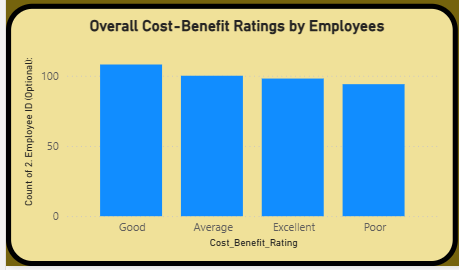 Overall Cost-Benefit Ratings by Employees
Count of 2. Employee ID (Optional):
100
50
0
Good Average Excellent Poor
Cost_Benefit_Rating